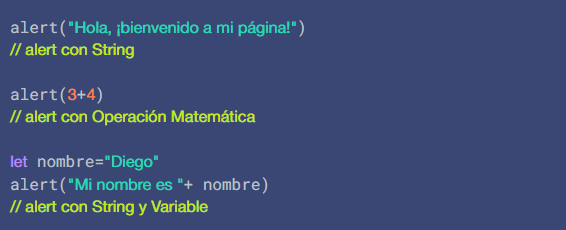 alert("Hola, ¡bienvenido a mi página!")
// alert con String
alert(3+4)
// alert con Operación Matemática
let nombre="Diego"
alert("Mi nombre es "+ nombre)
// alert con String y Variable